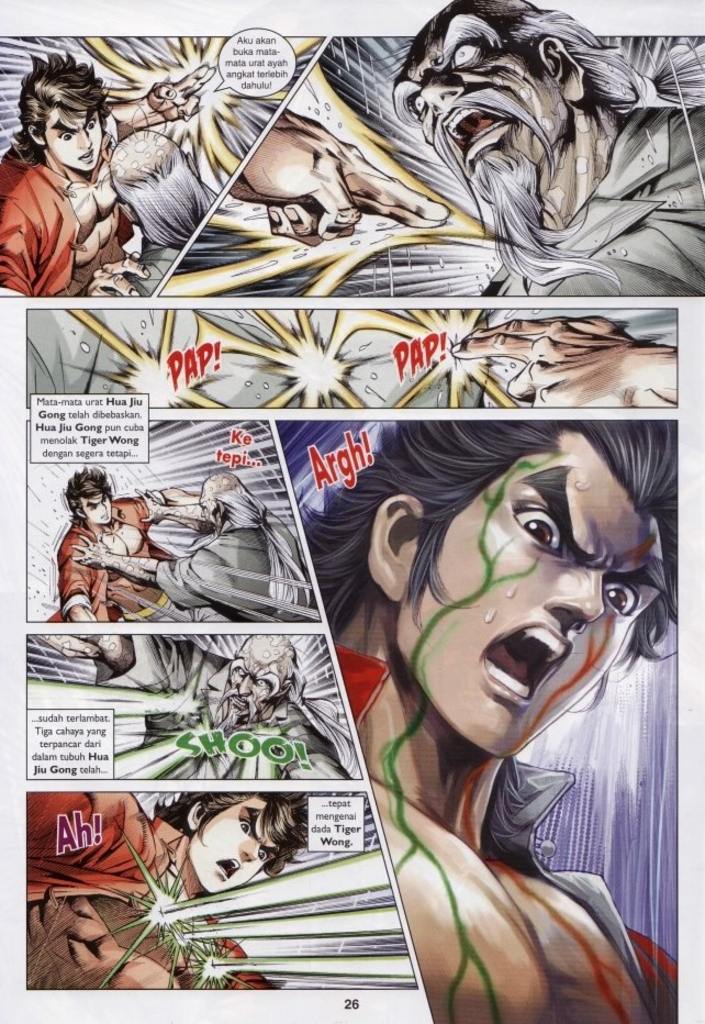 Aku akan
buka mata-
mata urat ayah
angkat terlebih
dahulu!
PAP!
PAP!
Mata-mata urat Hua Jiu
Gong telah dibebaskan.
Hua Jiu Gong pun cuba
menolak Tiger Wong
dengan segera tetapi...
Ke
tepi...
Argh!
...sudah terlambat.
Tiga cahaya yang
terpancar dari
dalam tubuh Hua
Jiu Gong telah...
SHOO!
Ah!
...tepat
mengenai
dada Tiger
Wong.
26